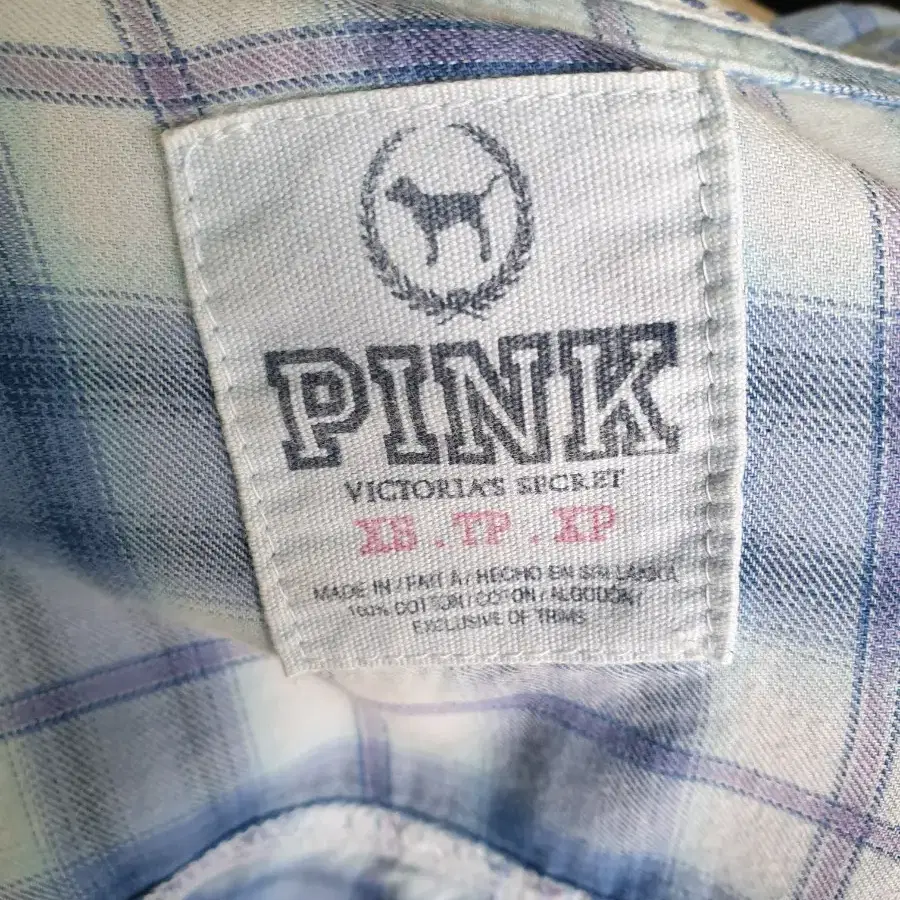 PINK
VICTORIA'S SECRET
XS . TP . XP
MADE IN / FAIT A / HECHO EN SRI LANKA
100% COTTON / COTON / ALGODON /
EXCLUSIVE OF TRIMS